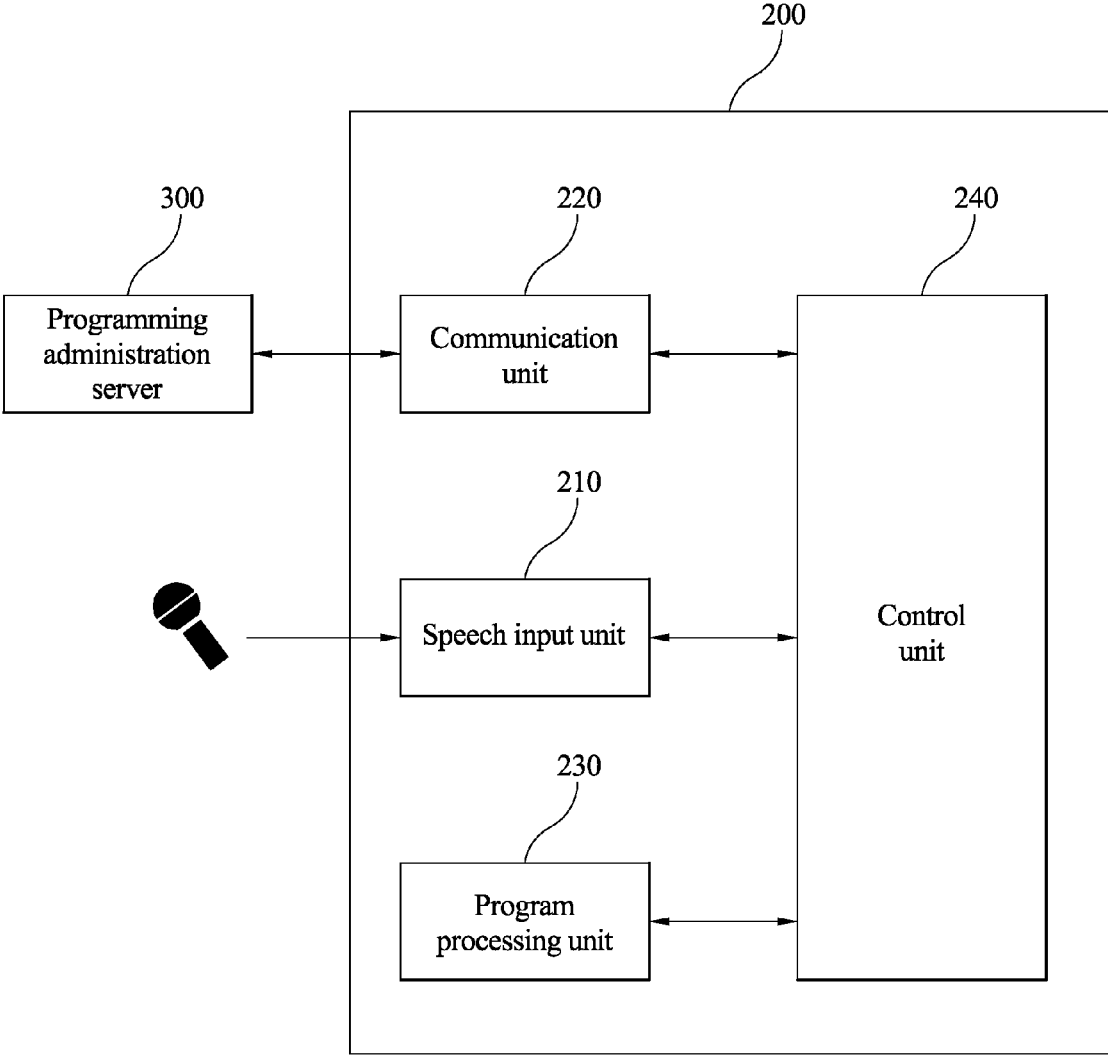 200
300
220
240
Programming
administration
server
Communication
unit
210
Speech input unit
Control
unit
230
Program
processing unit